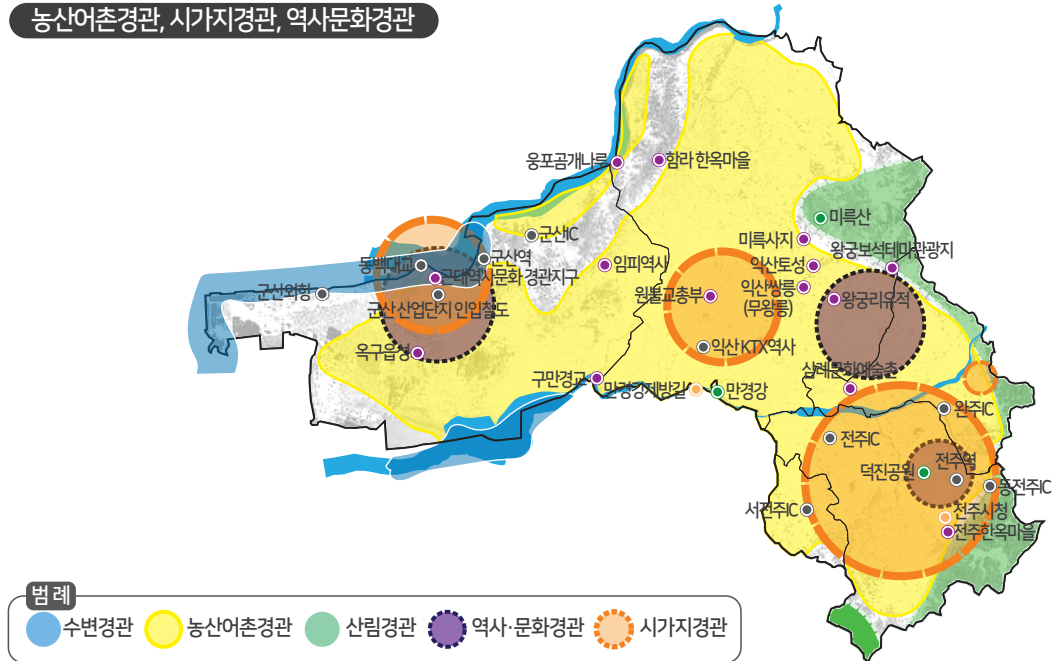 농산어촌경관, 시가지경관, 역사문화경관
웅포곰개나루
함라 한옥마을
미륵산
군산IC
미륵사지
왕궁보석테마관광지
동백대교
군산역
임피역사
익산토성
근대역사문화 경관지구
군산외항
원불교총부
익산쌍릉
(무왕릉)
왕궁리유적
군산 산업단지 인입철도
옥구읍성
익산 KTX역사
구만경교
만경강제방길
만경강
삼례문화예술촌
완주IC
전주IC
덕진공원
전주역
동전주IC
서전주IC
전주시청
전주한옥마을
범 례
수변경관
농산어촌경관
산림경관
역사·문화경관
시가지경관